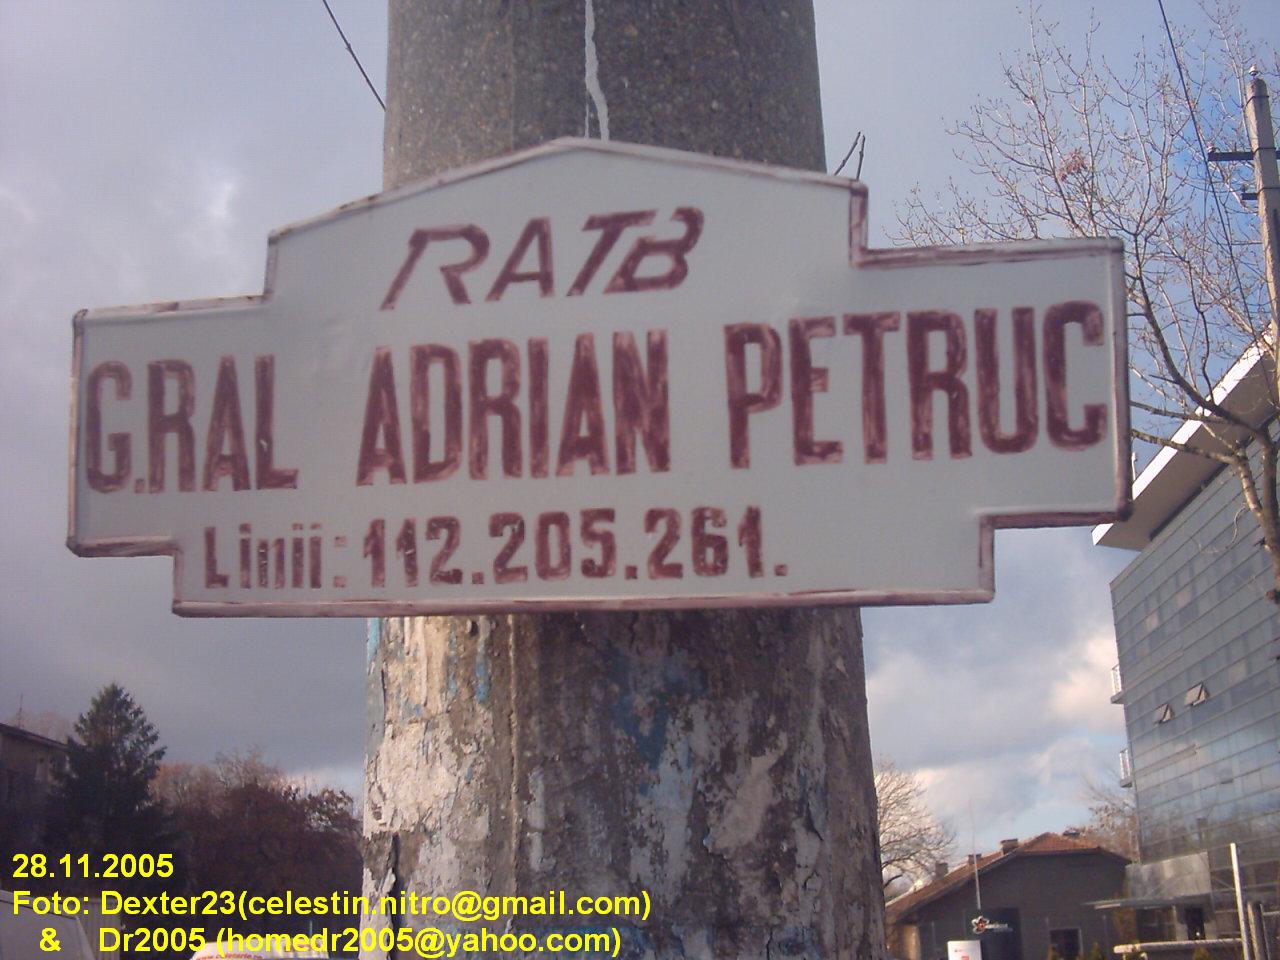 RATB
G.RAL ADRIAN PETRUC
Linii: 112.205.261.
28.11.2005
Foto: Dexter23(celestin.nitro@gmail.com)
& Dr2005 (homedr2005@yahoo.com)